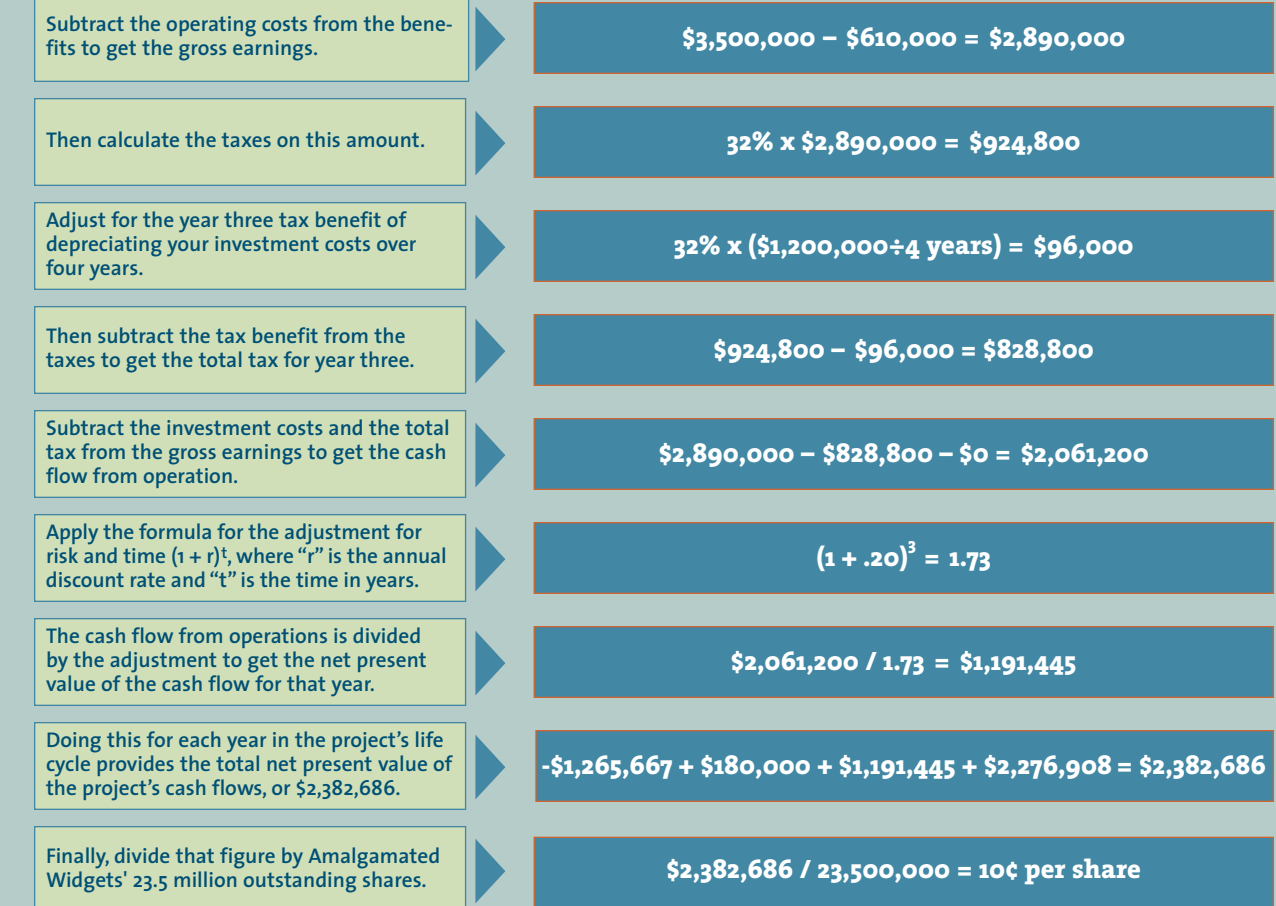 Subtract the operating costs from the bene-
fits to get the gross earnings.
$3,500,000 – $610,000 = $2,890,000
Then calculate the taxes on this amount.
32% x $2,890,000 = $924,800
Adjust for the year three tax benefit of
depreciating your investment costs over
four years.
32% x ($1,200,000÷4 years) = $96,000
Then subtract the tax benefit from the
taxes to get the total tax for year three.
$924,800 – $96,000 = $828,800
Subtract the investment costs and the total
tax from the gross earnings to get the cash
flow from operation.
$2,890,000 – $828,800 – $0 = $2,061,200
Apply the formula for the adjustment for
risk and time (1 + r)ᵗ, where “r” is the annual
discount rate and “t” is the time in years.
(1 + .20)³ = 1.73
The cash flow from operations is divided
by the adjustment to get the net present
value of the cash flow for that year.
$2,061,200 / 1.73 = $1,191,445
Doing this for each year in the project’s life
cycle provides the total net present value of
the project’s cash flows, or $2,382,686.
-$1,265,667 + $180,000 + $1,191,445 + $2,276,908 = $2,382,686
Finally, divide that figure by Amalgamated
Widgets' 23.5 million outstanding shares.
$2,382,686 / 23,500,000 = 10¢ per share